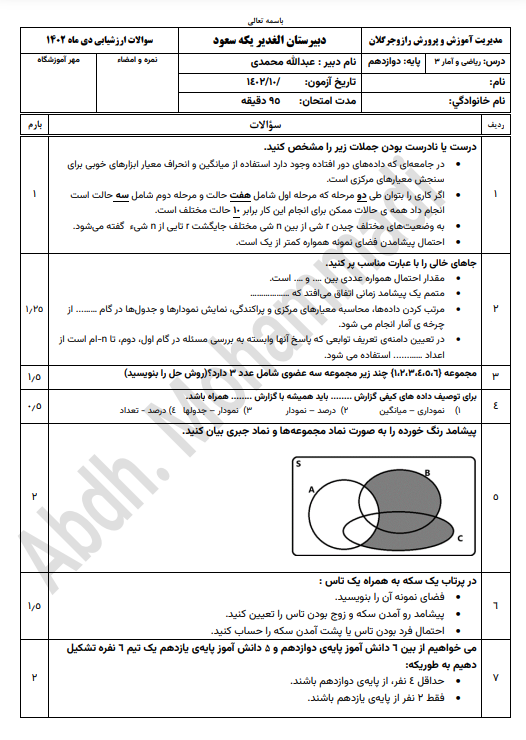 باسمه تعالی
مدیریت آموزش و پرورش رازوجرگلان
دبیرستان الغدیر یکه سعود
سوالات ارزشیابی دی ماه ۱۴۰۲
درس: ریاضی و آمار ۳ پایه: دوازدهم
نام دبیر : عبدالله محمدی
نمره و امضاء
مهر آموزشگاه
نام:
تاریخ آزمون: /۱۴۰۲/۱۰
نام خانوادگي:
مدت امتحان: ۹۵ دقیقه
ردیف
سؤالات
بارم
۱
درست یا نادرست بودن جملات زیر را مشخص کنید.
• در جامعه‌ای که داده‌های دور افتاده وجود دارد استفاده از میانگین و انحراف معیار ابزارهای خوبی برای
سنجش معیارهای مرکزی است.
• اگر کاری را بتوان طی دو مرحله که مرحله اول شامل هفت حالت و مرحله دوم شامل سه حالت است
انجام داد همه ی حالات ممکن برای انجام این کار برابر ۱۰ حالت مختلف است.
• به وضعیت‌های مختلف چیدن r شی از بین n شی مختلف جایگشت r تایی از n شیء گفته می‌شود.
• احتمال پیشامدن فضای نمونه همواره کمتر از یک است.
۱
۲
جاهای خالی را با عبارت مناسب پر کنید.
• مقدار احتمال همواره عددی بین .... و .... است.
• متمم یک پیشامد زمانی اتفاق می‌افتد که ..................
• مرتب کردن داده‌ها، محاسبه معیارهای مرکزی و پراکندگی، نمایش نمودارها و جدول‌ها در گام ......... از
چرخه ی آمار انجام می شود.
• در تعیین دامنه‌ی تعریف توابعی که پاسخ آنها وابسته به بررسی مسئله در گام اول، دوم، تا n-ام است از
اعداد ............ استفاده می شود.
۱٫۲۵
۳
مجموعه {۱،۲،۳،٤،٥،٦} چند زیر مجموعه سه عضوی شامل عدد ۳ دارد؟(روش حل را بنویسید)
۱٫۵
٤
برای توصیف داده های کیفی گزارش ........ باید همیشه با گزارش ........ همراه باشد.
۱) نموداری – میانگین ۲) درصد – نمودار ۳) نمودار – جدولها ٤) درصد – تعداد
۰٫۵
۵
پیشامد رنگ خورده را به صورت نماد مجموعه‌ها و نماد جبری بیان کنید.
S
A
B
C
۲
٦
در پرتاب یک سکه به همراه یک تاس :
• فضای نمونه آن را بنویسید.
• پیشامد رو آمدن سکه و زوج بودن تاس را تعیین کنید.
• احتمال فرد بودن تاس یا پشت آمدن سکه را حساب کنید.
۱٫۵
۷
می خواهیم از بین ٦ دانش آموز پایه‌ی دوازدهم و ۵ دانش آموز پایه‌ی یازدهم یک تیم ٦ نفره تشکیل
دهیم به طوریکه:
• حداقل ٤ نفر، از پایه‌ی دوازدهم باشند.
• فقط ۲ نفر از پایه‌ی یازدهم باشند.
۲
Abdh. Mohammadi